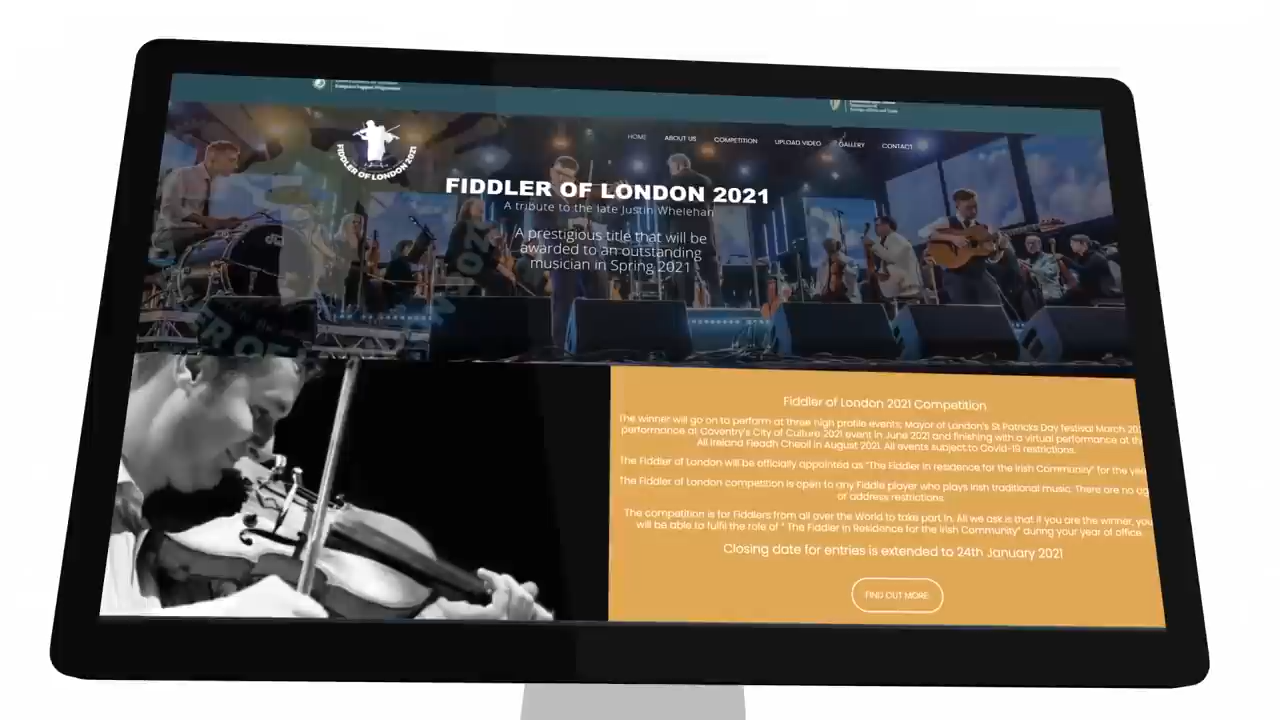 Emigrant Support Programme
HOME ABOUT US COMPETITION UPLOAD VIDEO GALLERY CONTACT
FIDDLER OF LONDON 2021
FIDDLER OF LONDON 2021
A tribute to the late Justin Whelehan
A prestigious title that will be
awarded to an outstanding
musician in Spring 2021
ER OF
Fiddler of London 2021 Competition
The winner will go on to perform at three high profile events; Mayor of London's St Patricks Day festival March 202
performance at Coventry's City of Culture 2021 event in June 2021 and finishing with a virtual performance at th
All Ireland Fleadh Cheoil in August 2021. All events subject to Covid-19 restrictions.
The Fiddler of London will be officially appointed as "The Fiddler in residence for the Irish Community" for the yea
The Fiddler of London competition is open to any Fiddle player who plays Irish traditional music. There are no ag
or address restrictions.
The competition is for Fiddlers from all over the World to take part in. All we ask is that if you are the winner, you
will be able to fulfil the role of " The Fiddler in Residence for the Irish Community" during your year of office.
Closing date for entries is extended to 24th January 2021
FIND OUT MORE